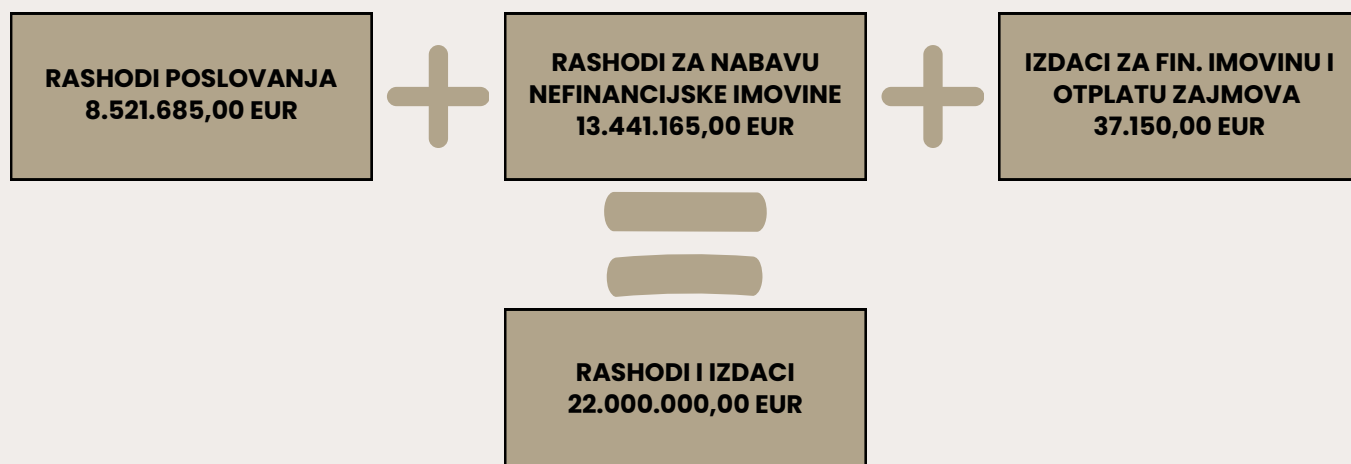 RASHODI POSLOVANJA
8.521.685,00 EUR
RASHODI ZA NABAVU
NEFINANCIJSKE IMOVINE
13.441.165,00 EUR
IZDACI ZA FIN. IMOVINU I
OTPLATU ZAJMOVA
37.150,00 EUR
RASHODI I IZDACI
22.000.000,00 EUR